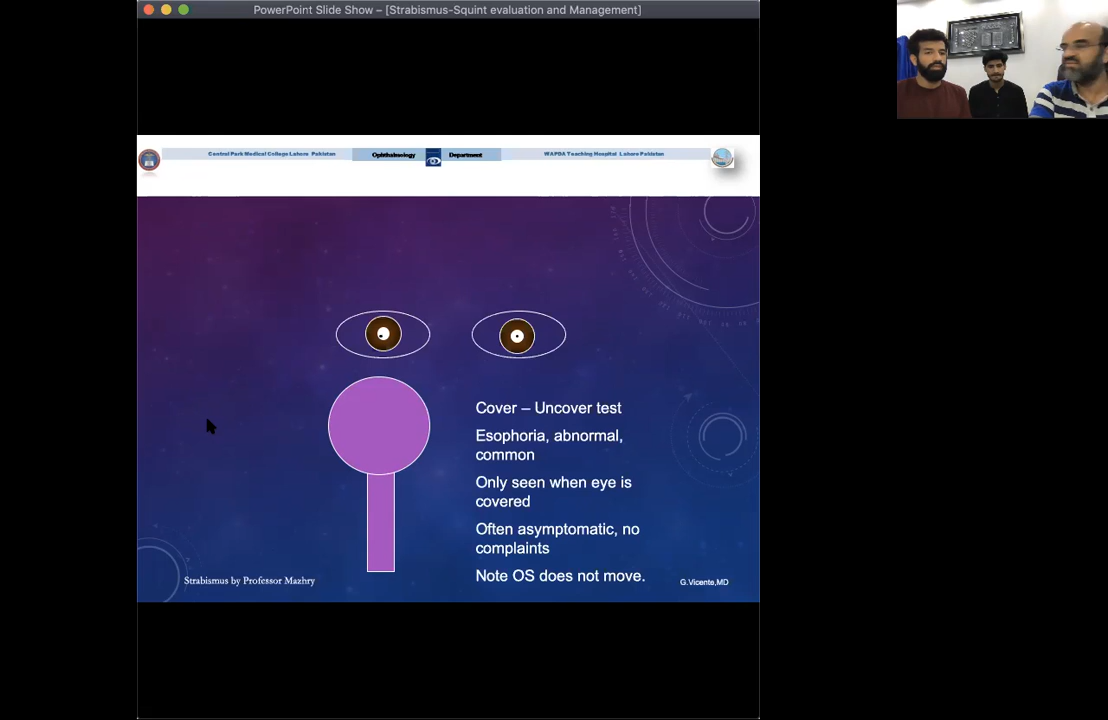 PowerPoint Slide Show – [Strabismus-Squint evaluation and Management]
Central Park Medical College Lahore Pakistan
Ophthalmology
Department
WAPDA Teaching Hospital Lahore Pakistan
Cover – Uncover test
Esophoria, abnormal,
common
Only seen when eye is
covered
Often asymptomatic, no
complaints
Note OS does not move.
Strabismus by Professor Mazhry
G.Vicente,MD